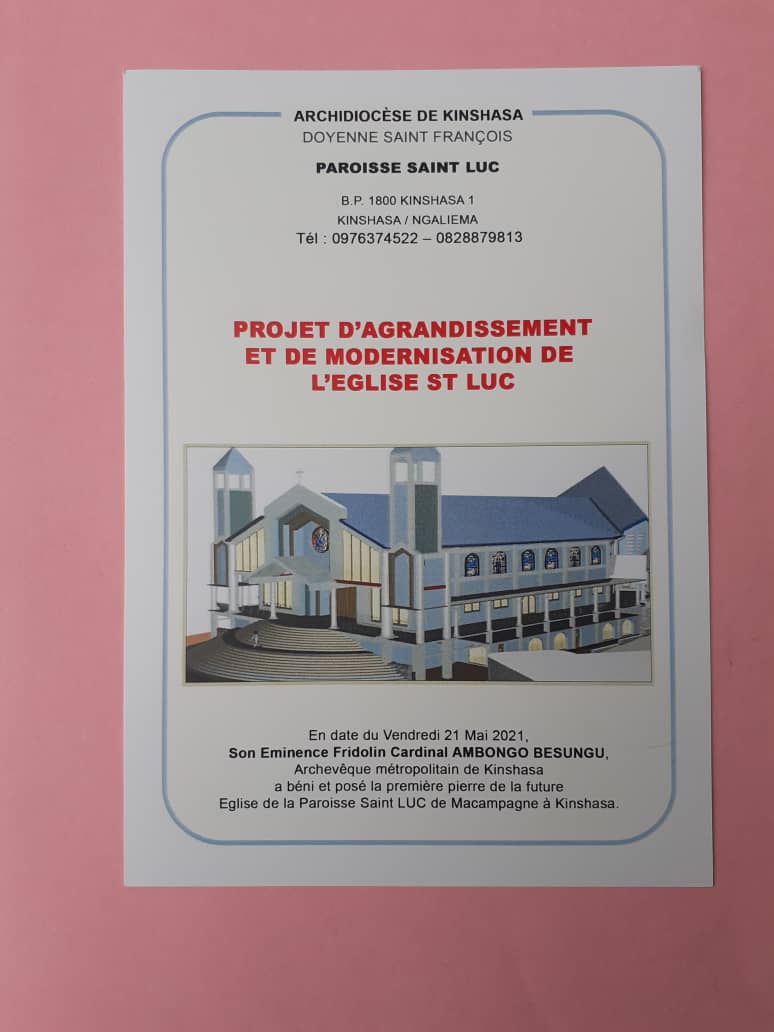 ARCHIDIOCÈSE DE KINSHASA
DOYENNE SAINT FRANÇOIS
PAROISSE SAINT LUC
B.P. 1800 KINSHASA 1
KINSHASA / NGALIEMA
Tél : 0976374522 – 0828879813
PROJET D’AGRANDISSEMENT
ET DE MODERNISATION DE
L’EGLISE ST LUC
En date du Vendredi 21 Mai 2021,
Son Eminence Fridolin Cardinal AMBONGO BESUNGU,
Archevêque métropolitain de Kinshasa
a béni et posé la première pierre de la future
Eglise de la Paroisse Saint LUC de Macampagne à Kinshasa.